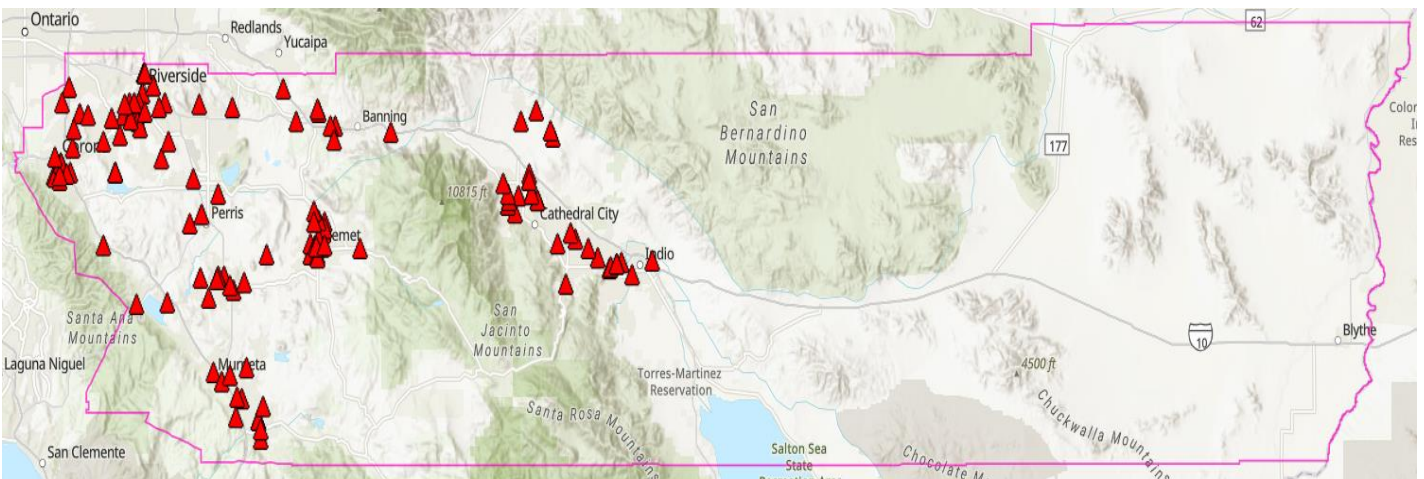 Ontario
Redlands
Yucaipa
62
Riverside
Banning
San
Bernardino
Mountains
177
10815 ft
Perris
Cathedral City
Indio
Santa Ana
Mountains
San
Jacinto
Mountains
Laguna Niguel
Torres-Martinez
Reservation
4500 ft
10
Blythe
Santa Rosa Mountains
Chuckwalla Mountains
San Clemente
Salton Sea
State